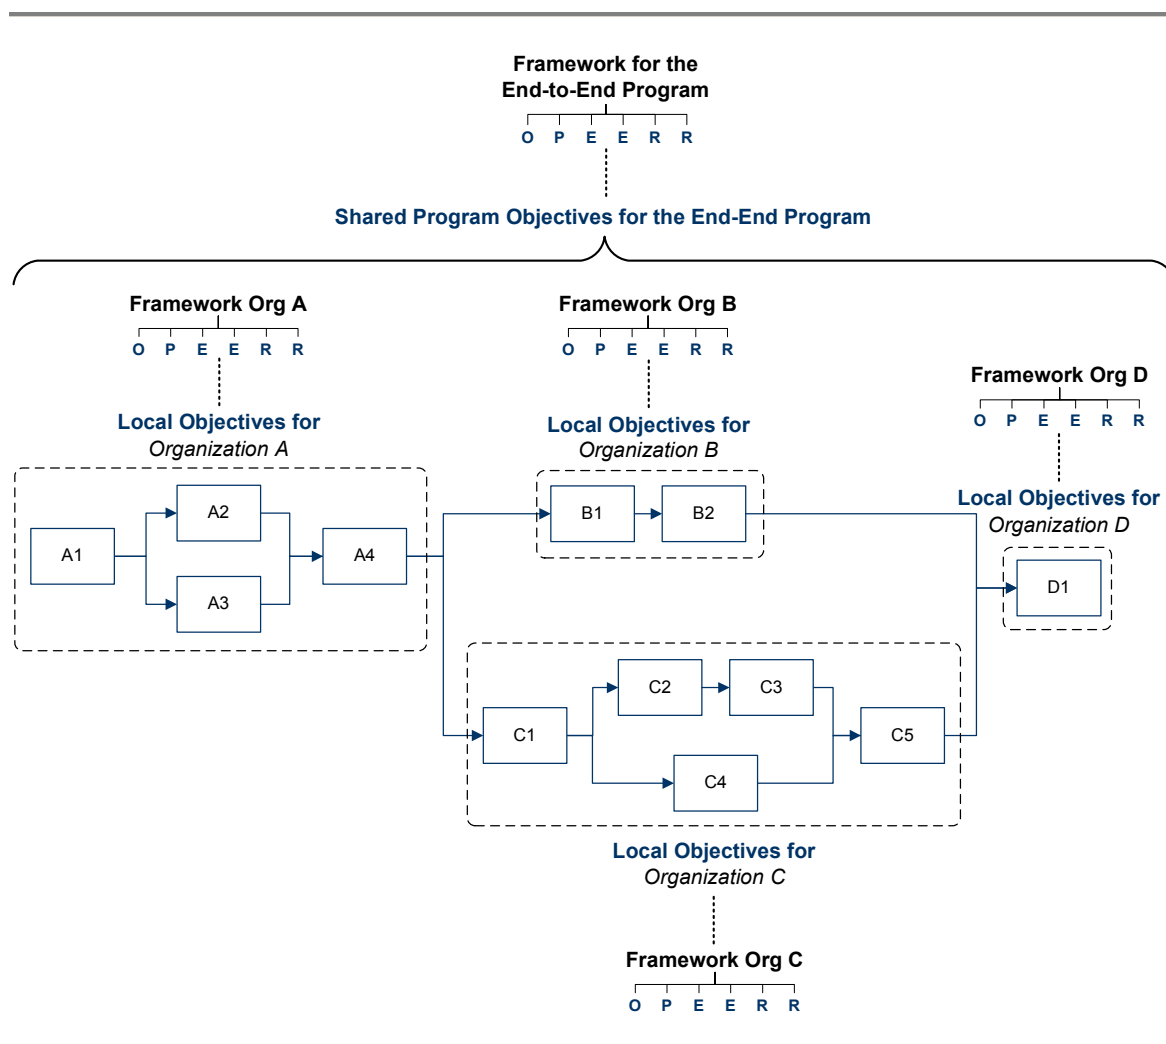 Framework for the
End-to-End Program
O P E E R R
Shared Program Objectives for the End-End Program
Framework Org A
O P E E R R
Local Objectives for
Organization A
Framework Org B
O P E E R R
Local Objectives for
Organization B
Framework Org D
O P E E R R
Local Objectives for
Organization D
A1
A2
A3
A4
B1
B2
D1
C1
C2
C3
C4
C5
Local Objectives for
Organization C
Framework Org C
O P E E R R